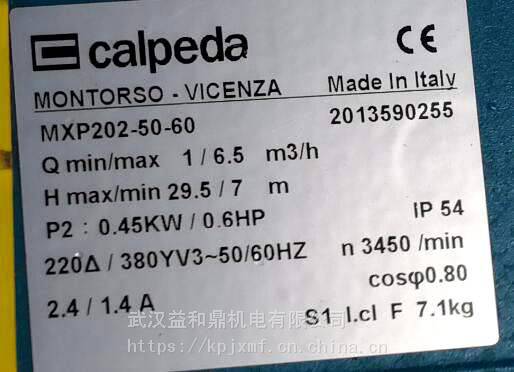 calpeda CE
MONTORSO - VICENZA Made In Italy
MXP202-50-60 2013590255
Q min/max 1 / 6.5 m3/h
H max/min 29.5 / 7 m
P2 : 0.45KW / 0.6HP IP 54
220Δ / 380YV3~50/60HZ n 3450 /min
cosφ0.80
2.4 / 1.4 A S1 I.cl F 7.1kg
武汉益和鼎机电有限公司
https://kpjxmf.cn.china.cn